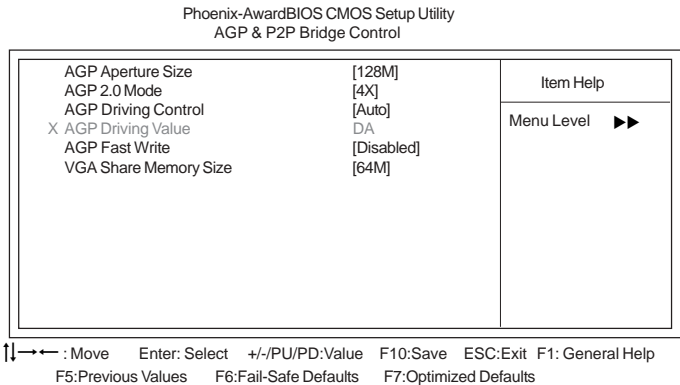 Phoenix-AwardBIOS CMOS Setup Utility
AGP & P2P Bridge Control
AGP Aperture Size [128M]
AGP 2.0 Mode [4X]
AGP Driving Control [Auto]
X AGP Driving Value DA
AGP Fast Write [Disabled]
VGA Share Memory Size [64M]
Item Help
Menu Level ▶▶
↑↓→← : Move Enter: Select +/-/PU/PD:Value F10:Save ESC:Exit F1: General Help
F5:Previous Values F6:Fail-Safe Defaults F7:Optimized Defaults